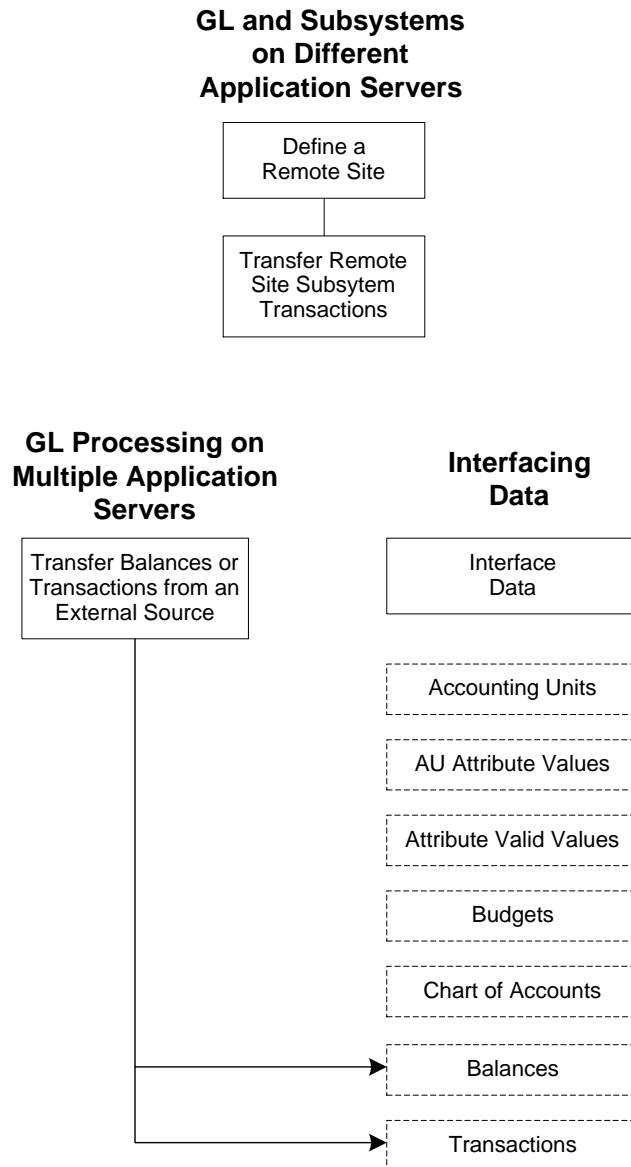 GL and Subsystems
on Different
Application Servers
Define a
Remote Site
Transfer Remote
Site Subsytem
Transactions
GL Processing on
Multiple Application
Servers
Transfer Balances or
Transactions from an
External Source
Interfacing
Data
Interface
Data
Accounting Units
AU Attribute Values
Attribute Valid Values
Budgets
Chart of Accounts
Balances
Transactions